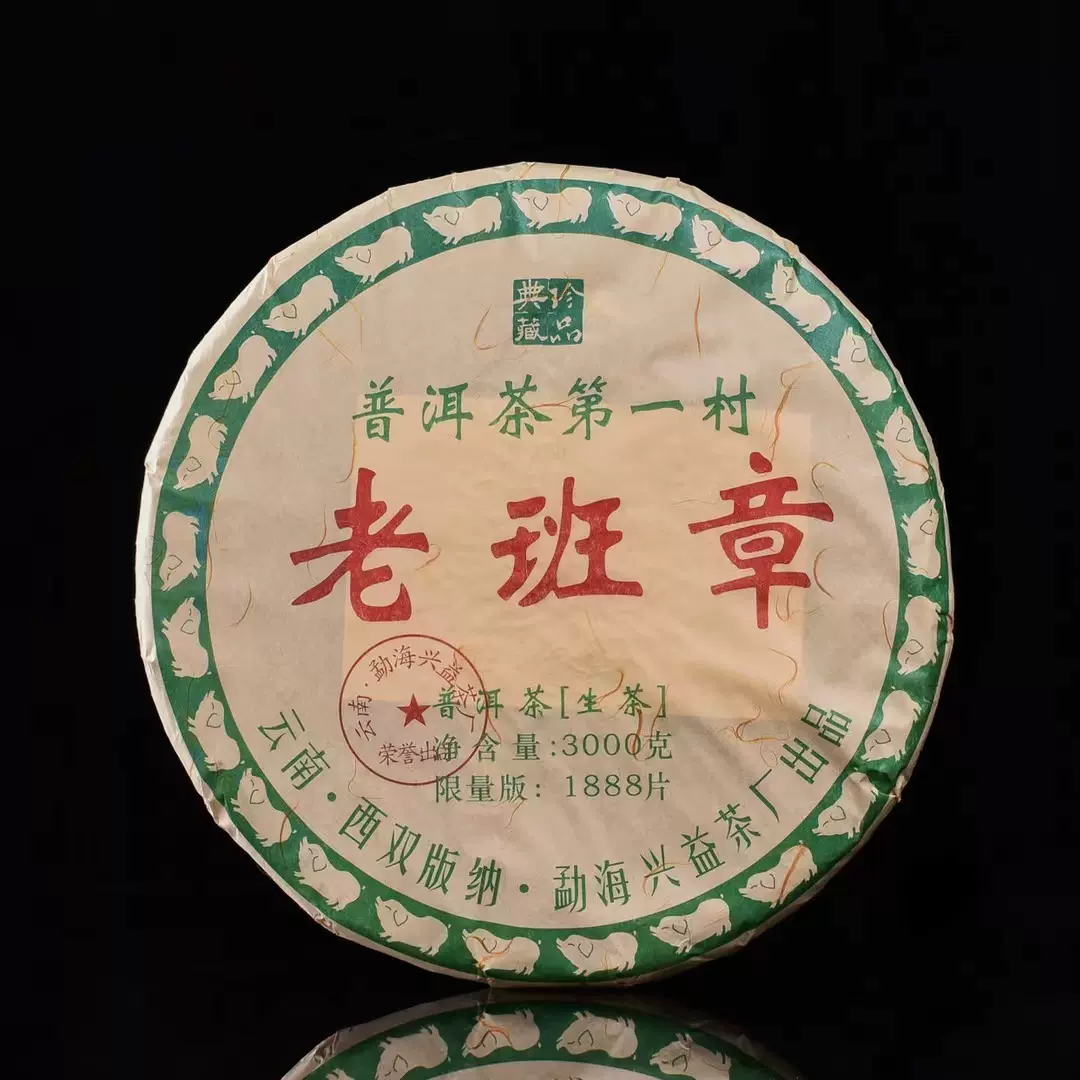 珍品
典藏
普洱茶第一村
老班章
云南·勐海兴益茶厂
荣誉出品
普洱茶[生茶]
净含量:3000克
限量版: 1888片
云南·西双版纳·勐海兴益茶厂出品